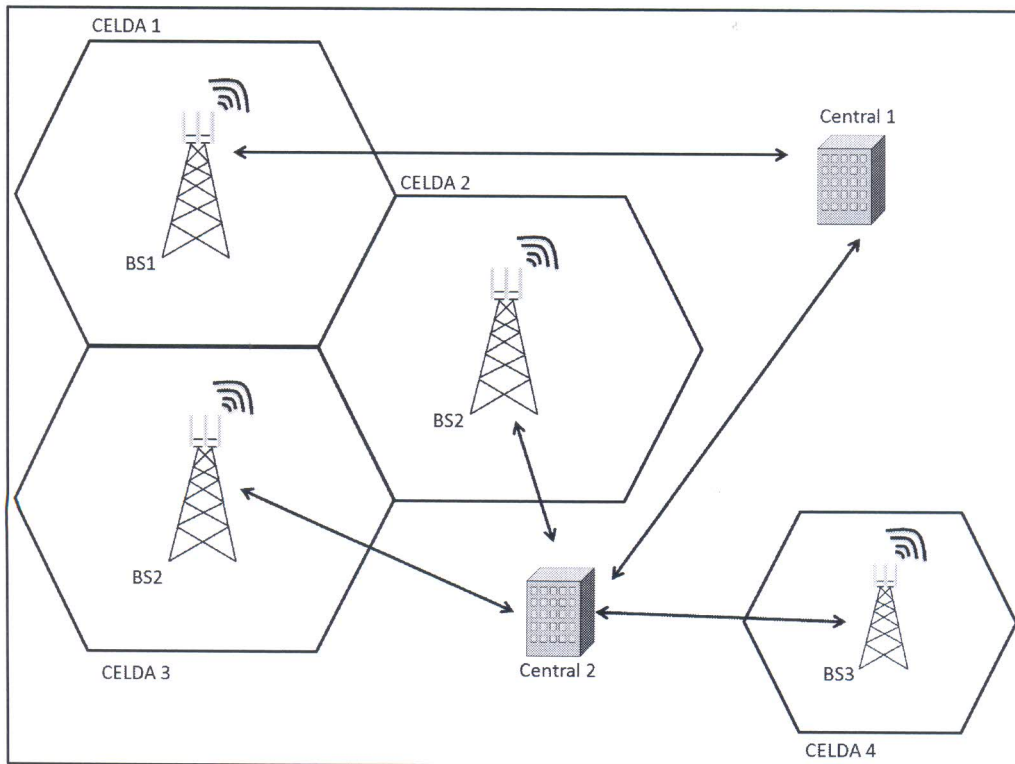 CELDA 1
Central 1
CELDA 2
BS1
BS2
BS2
Central 2
BS3
CELDA 3
CELDA 4